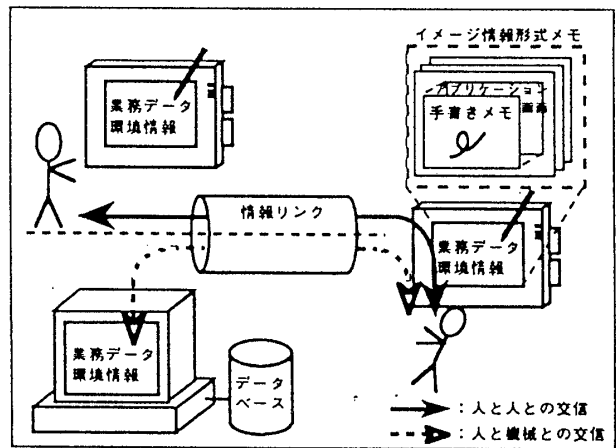 イメージ情報形式メモ
アプリケーション
画面
手書きメモ
業務データ
環境情報
情報リンク
業務データ
環境情報
業務データ
環境情報
データ
ベース
:人と人との交信
:人と機械との交信